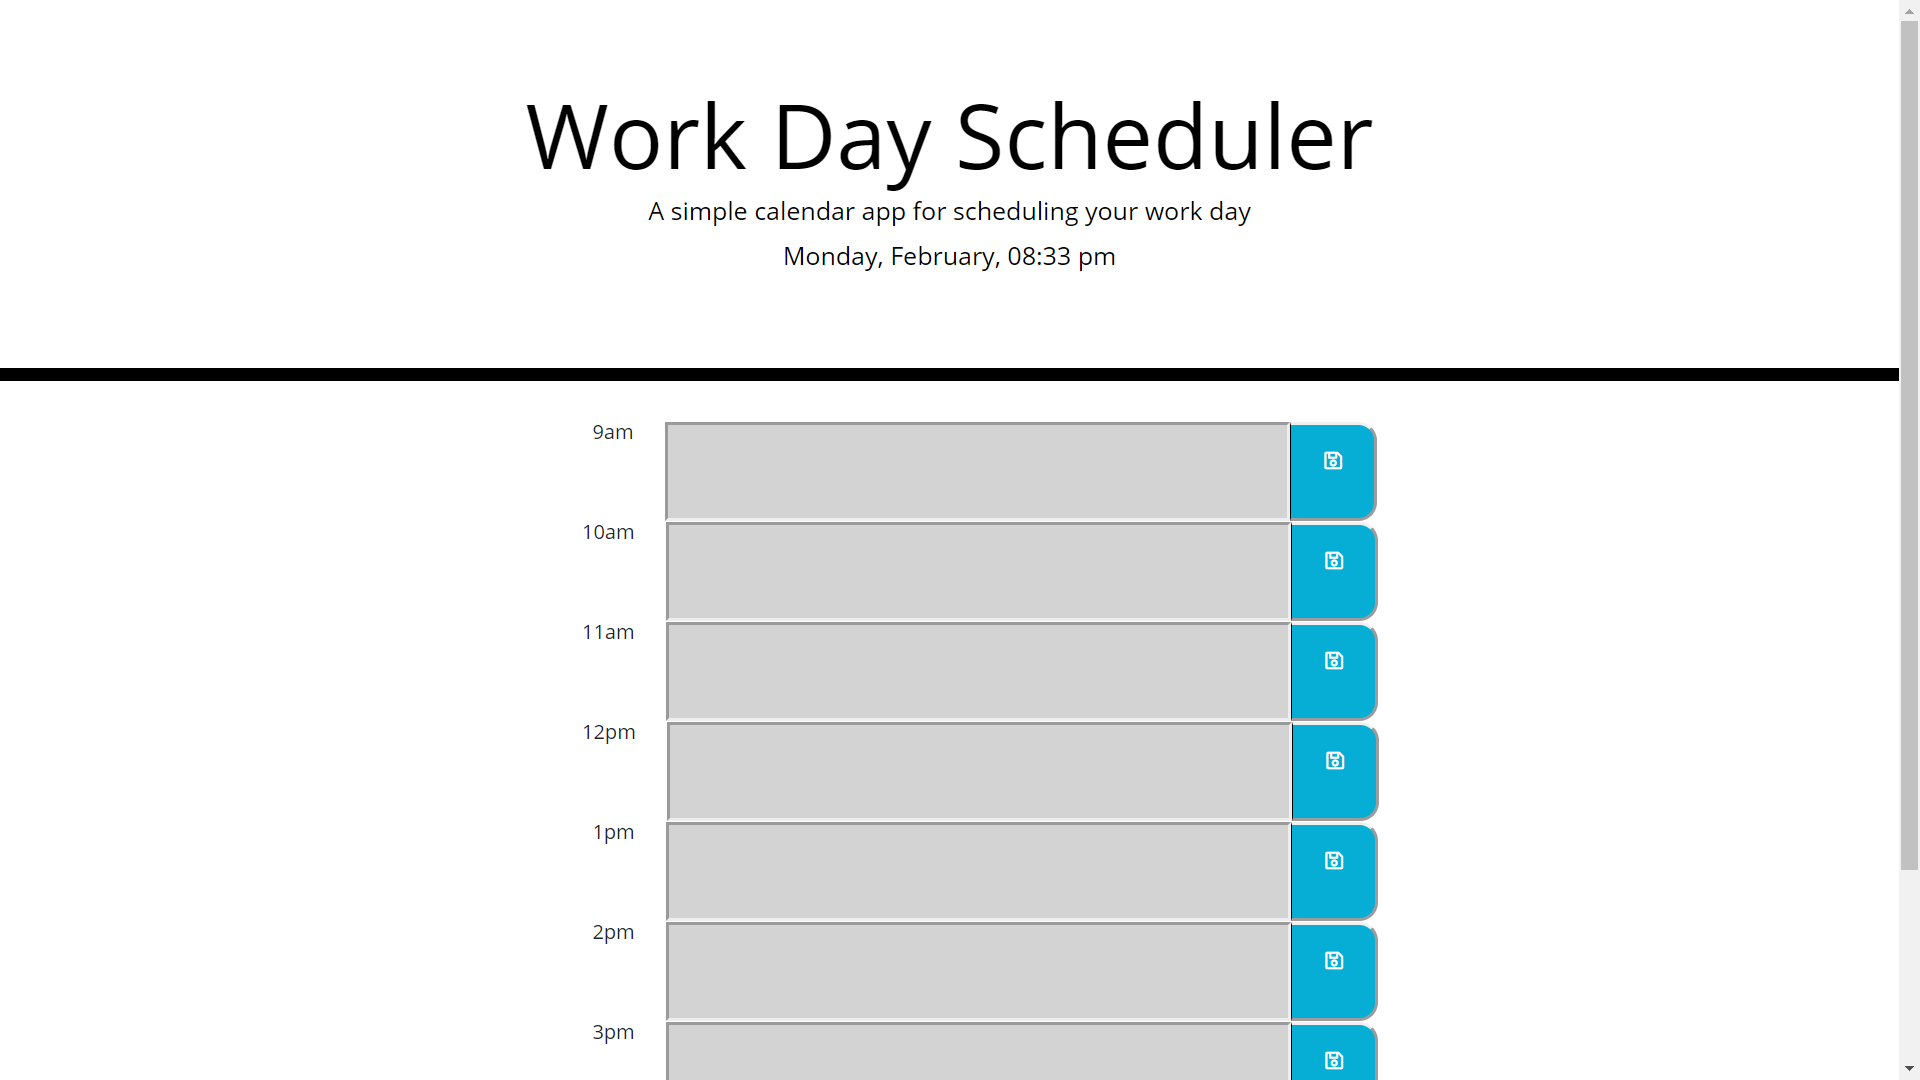 Work Day Scheduler
A simple calendar app for scheduling your work day
Monday, February, 08:33 pm
9am
10am
11am
12pm
1pm
2pm
3pm